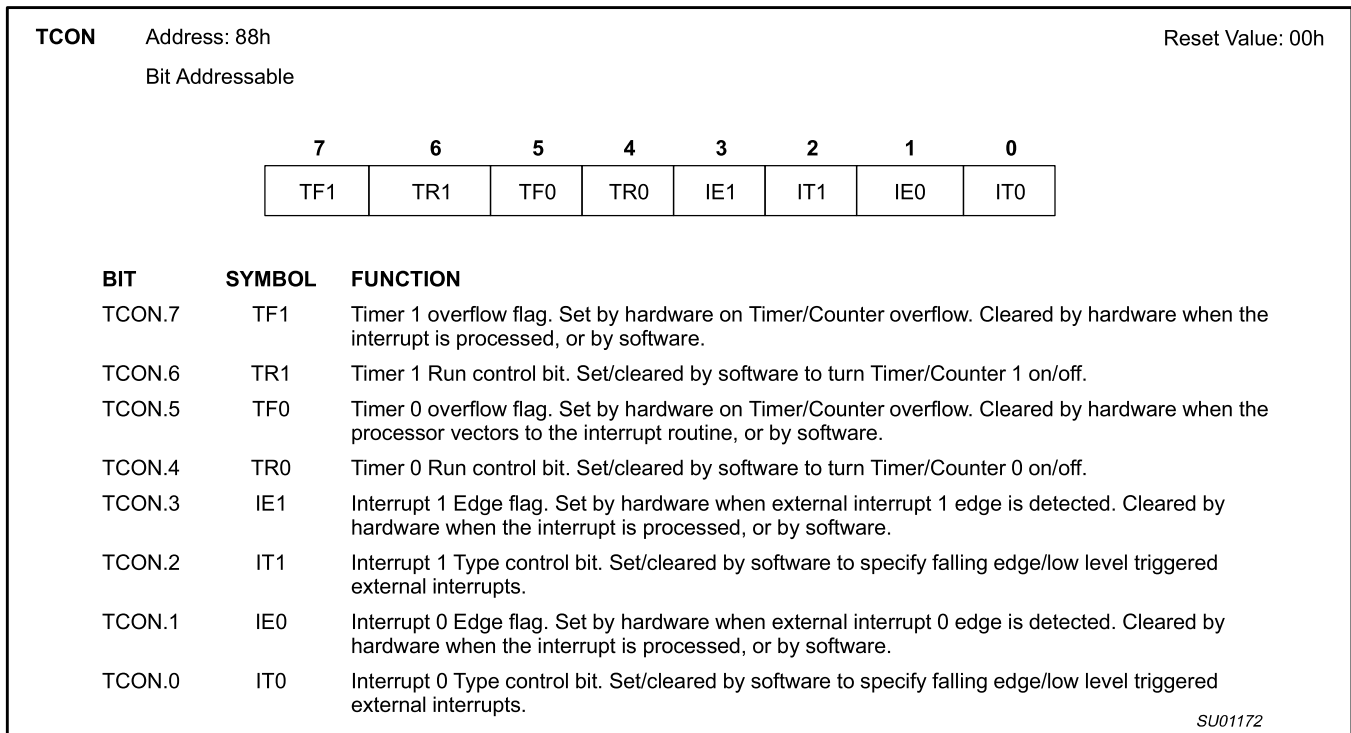 TCON Address: 88h Reset Value: 00h
Bit Addressable
7 6 5 4 3 2 1 0
TF1 TR1 TF0 TR0 IE1 IT1 IE0 IT0
BIT SYMBOL FUNCTION
TCON.7 TF1 Timer 1 overflow flag. Set by hardware on Timer/Counter overflow. Cleared by hardware when the
interrupt is processed, or by software.
TCON.6 TR1 Timer 1 Run control bit. Set/cleared by software to turn Timer/Counter 1 on/off.
TCON.5 TF0 Timer 0 overflow flag. Set by hardware on Timer/Counter overflow. Cleared by hardware when the
processor vectors to the interrupt routine, or by software.
TCON.4 TR0 Timer 0 Run control bit. Set/cleared by software to turn Timer/Counter 0 on/off.
TCON.3 IE1 Interrupt 1 Edge flag. Set by hardware when external interrupt 1 edge is detected. Cleared by
hardware when the interrupt is processed, or by software.
TCON.2 IT1 Interrupt 1 Type control bit. Set/cleared by software to specify falling edge/low level triggered
external interrupts.
TCON.1 IE0 Interrupt 0 Edge flag. Set by hardware when external interrupt 0 edge is detected. Cleared by
hardware when the interrupt is processed, or by software.
TCON.0 IT0 Interrupt 0 Type control bit. Set/cleared by software to specify falling edge/low level triggered
external interrupts.
SU01172